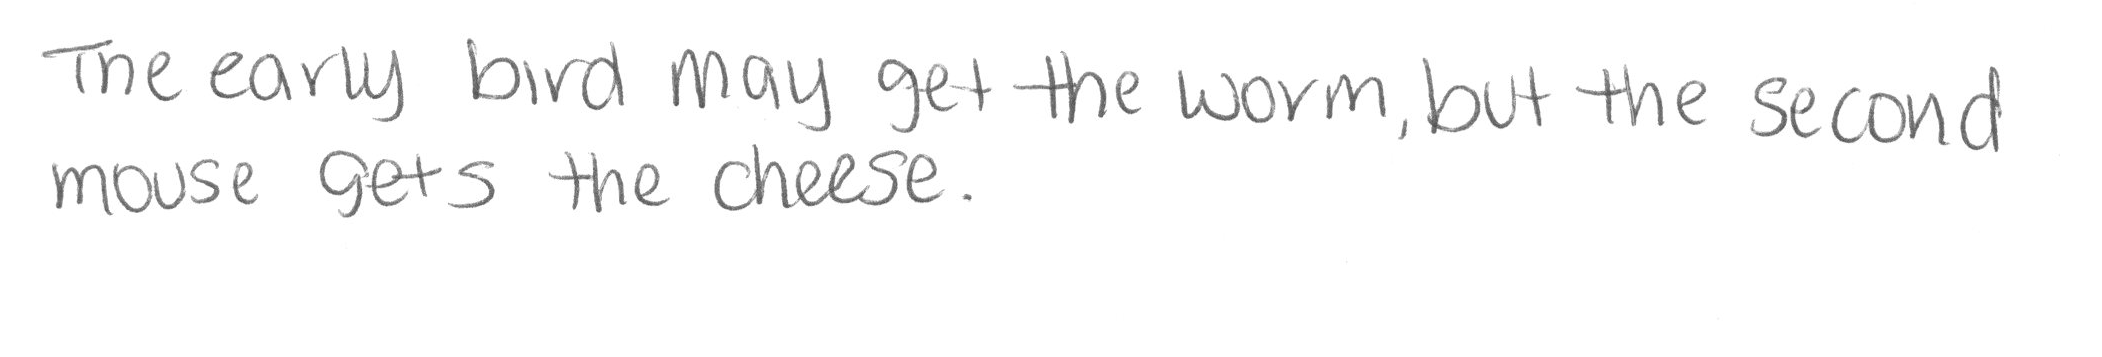 The early bird may get the worm, but the second
mouse gets the cheese.